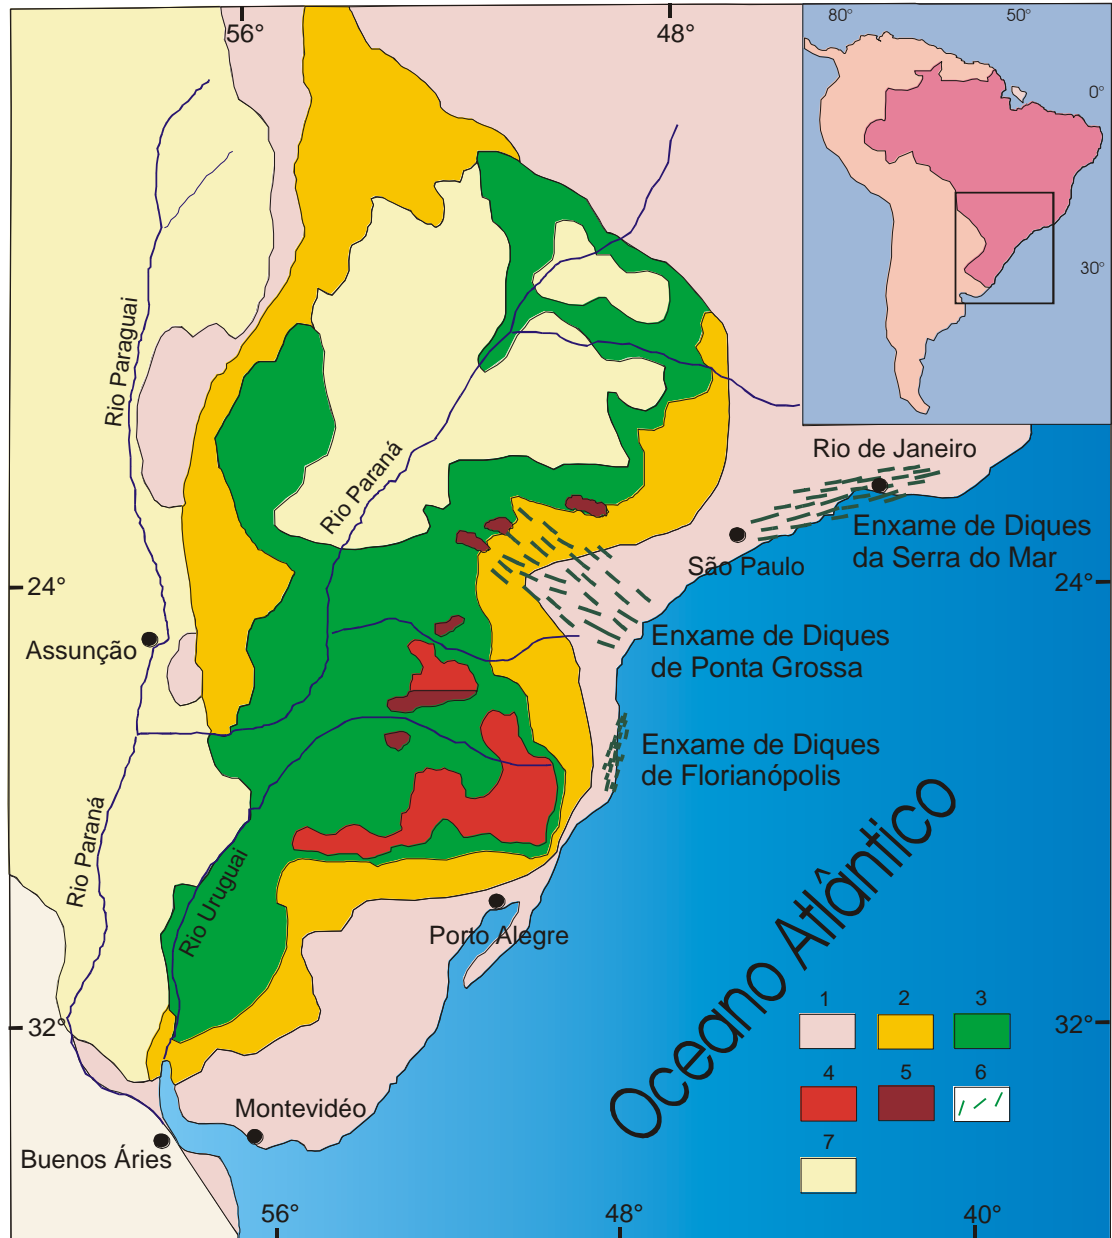 56°
48°
80°
50°
0°
30°
Rio Paraguai
Rio Paraná
Rio de Janeiro
Enxame de Diques
da Serra do Mar
São Paulo
24°
24°
Assunção
Enxame de Diques
de Ponta Grossa
Enxame de Diques
de Florianópolis
Rio Paraná
Rio Uruguai
Oceano Atlântico
Porto Alegre
32°
32°
1
2
3
4
5
6
7
Montevidéo
Buenos Áries
56°
48°
40°